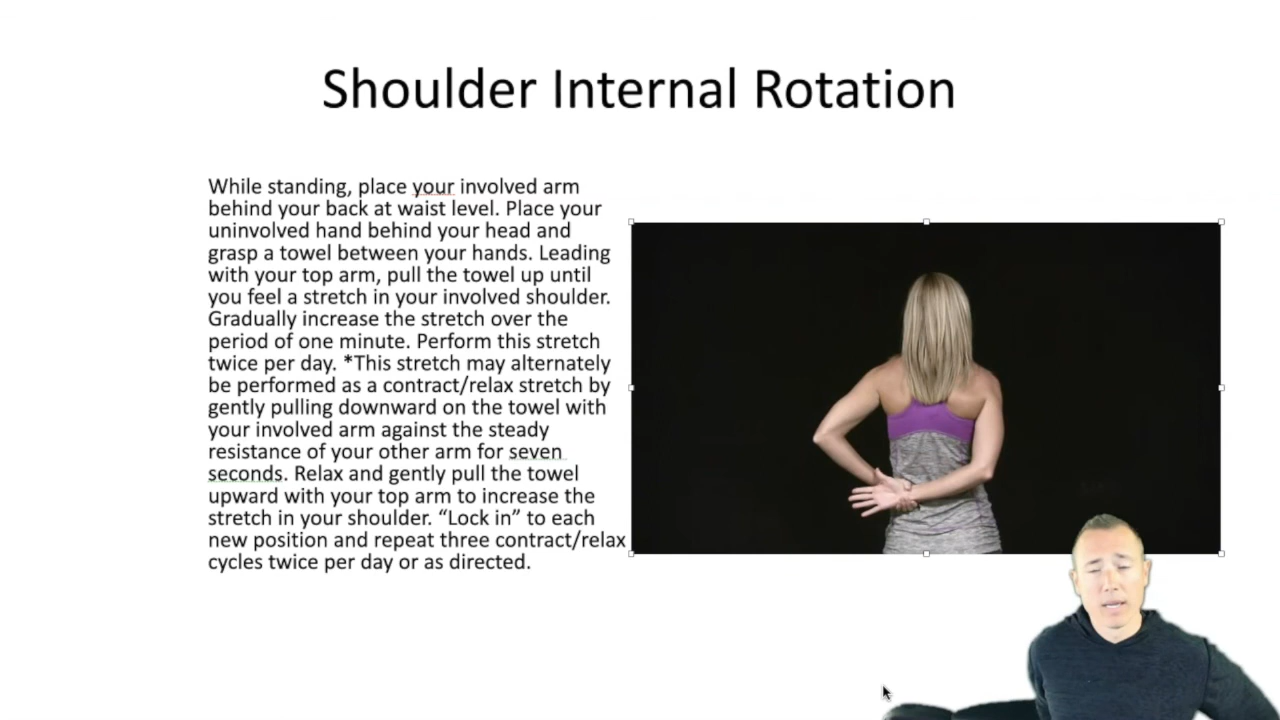 Shoulder Internal Rotation
While standing, place your involved arm
behind your back at waist level. Place your
uninvolved hand behind your head and
grasp a towel between your hands. Leading
with your top arm, pull the towel up until
you feel a stretch in your involved shoulder.
Gradually increase the stretch over the
period of one minute. Perform this stretch
twice per day. *This stretch may alternately
be performed as a contract/relax stretch by
gently pulling downward on the towel with
your involved arm against the steady
resistance of your other arm for seven
seconds. Relax and gently pull the towel
upward with your top arm to increase the
stretch in your shoulder. “Lock in” to each
new position and repeat three contract/relax
cycles twice per day or as directed.